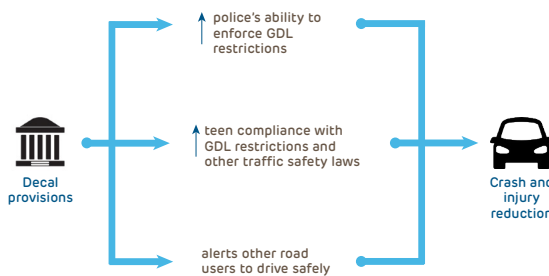 police's ability to
enforce GDL
restrictions
teen compliance with
GDL restrictions and
other traffic safety laws
Decal
provisions
Crash and
injury
reduction
alerts other road
users to drive safely